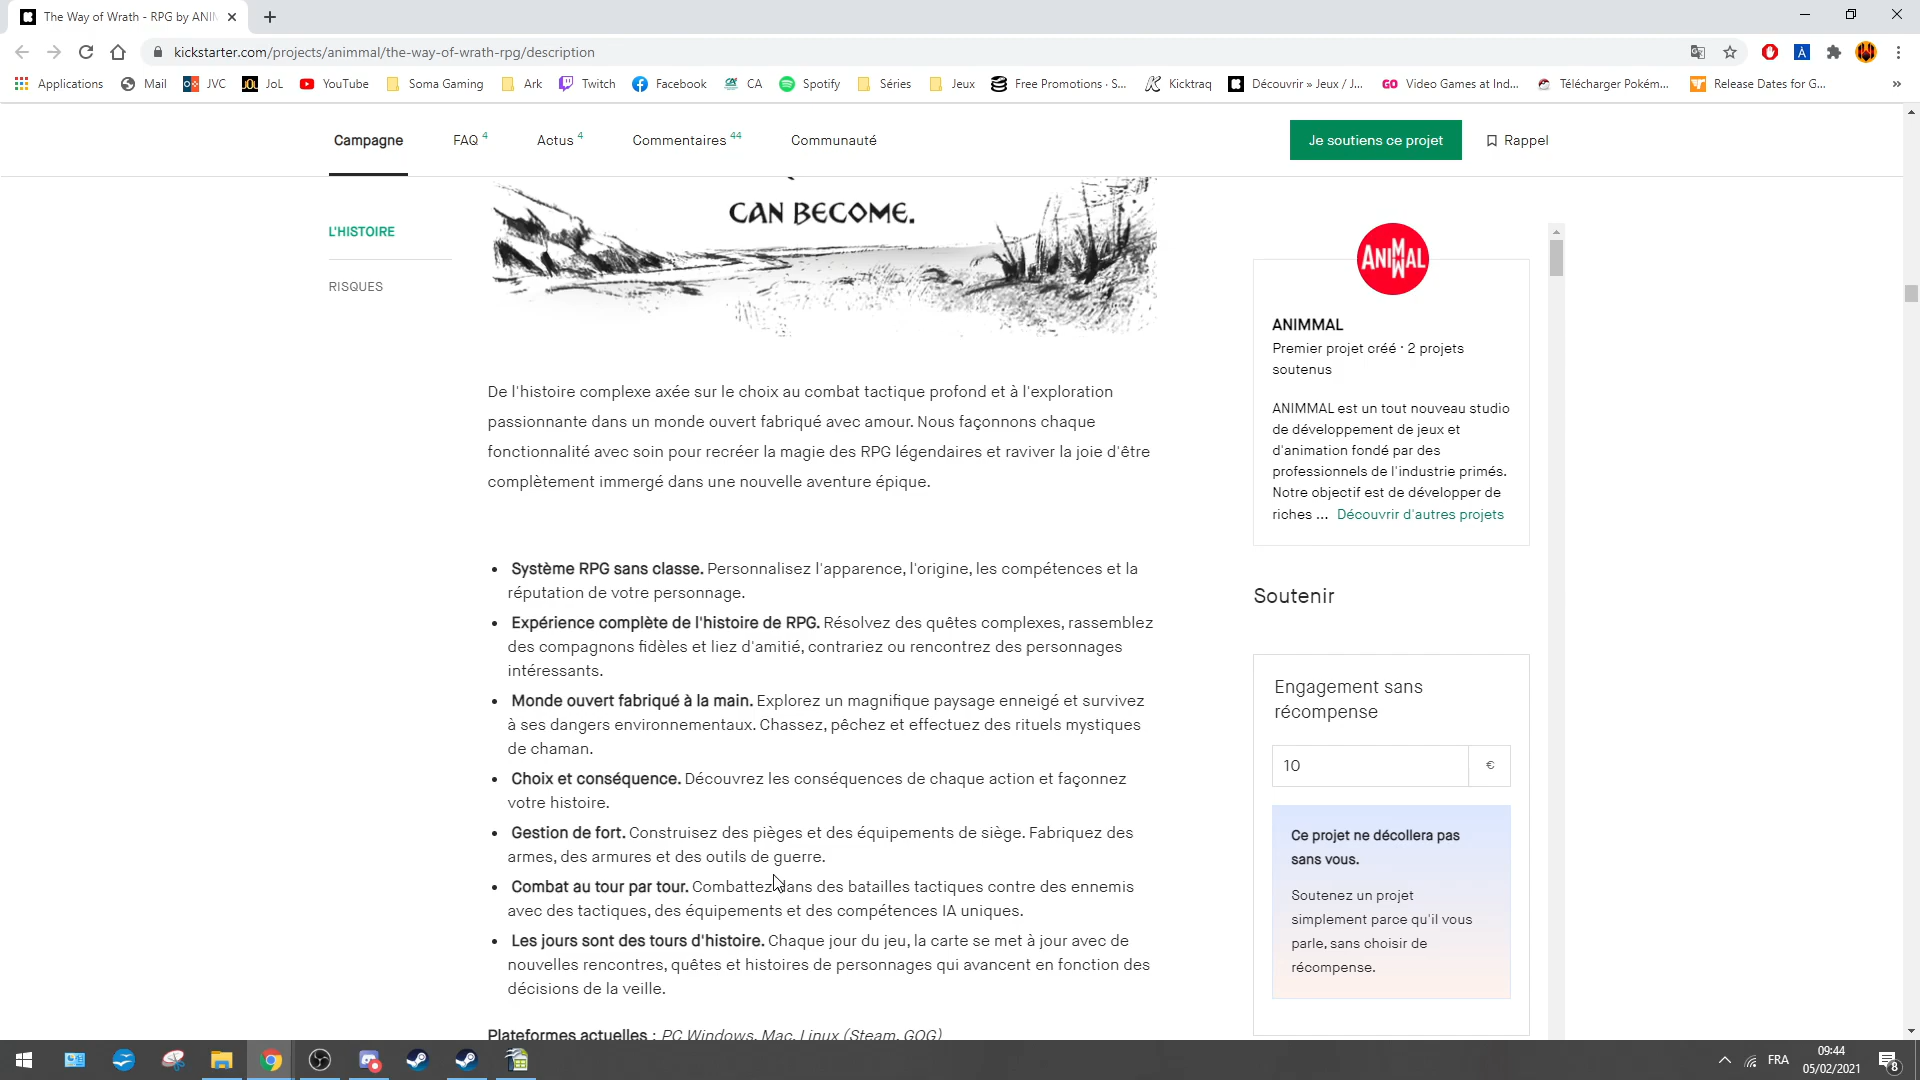 The Way of Wrath - RPG by ANIM
kickstarter.com/projects/animmal/the-way-of-wrath-rpg/description
Applications Mail JVC JoL YouTube Soma Gaming Ark Twitch Facebook CA Spotify Séries Jeux Free Promotions · S... Kicktraq Découvrir » Jeux / J... Video Games at Ind... Télécharger Pokém... Release Dates for G... »
Campagne FAQ 4 Actus 4 Commentaires 44 Communauté Je soutiens ce projet Rappel
CAN BECOME.
L'HISTOIRE
RISQUES
De l'histoire complexe axée sur le choix au combat tactique profond et à l'exploration
passionnante dans un monde ouvert fabriqué avec amour. Nous façonnons chaque
fonctionnalité avec soin pour recréer la magie des RPG légendaires et raviver la joie d'être
complètement immergé dans une nouvelle aventure épique.
• Système RPG sans classe. Personnalisez l'apparence, l'origine, les compétences et la
réputation de votre personnage.
• Expérience complète de l'histoire de RPG. Résolvez des quêtes complexes, rassemblez
des compagnons fidèles et liez d'amitié, contrariez ou rencontrez des personnages
intéressants.
• Monde ouvert fabriqué à la main. Explorez un magnifique paysage enneigé et survivez
à ses dangers environnementaux. Chassez, pêchez et effectuez des rituels mystiques
de chaman.
• Choix et conséquence. Découvrez les conséquences de chaque action et façonnez
votre histoire.
• Gestion de fort. Construisez des pièges et des équipements de siège. Fabriquez des
armes, des armures et des outils de guerre.
• Combat au tour par tour. Combattez dans des batailles tactiques contre des ennemis
avec des tactiques, des équipements et des compétences IA uniques.
• Les jours sont des tours d'histoire. Chaque jour du jeu, la carte se met à jour avec de
nouvelles rencontres, quêtes et histoires de personnages qui avancent en fonction des
décisions de la veille.
Plateformes actuelles : PC Windows, Mac, Linux (Steam, GOG)
ANIMMAL
ANIMMAL
Premier projet créé · 2 projets
soutenus
ANIMMAL est un tout nouveau studio
de développement de jeux et
d'animation fondé par des
professionnels de l'industrie primés.
Notre objectif est de développer de
riches ... Découvrir d'autres projets
Soutenir
Engagement sans
récompense
10 €
Ce projet ne décollera pas
sans vous.
Soutenez un projet
simplement parce qu'il vous
parle, sans choisir de
récompense.
FRA
09:44
05/02/2021
8